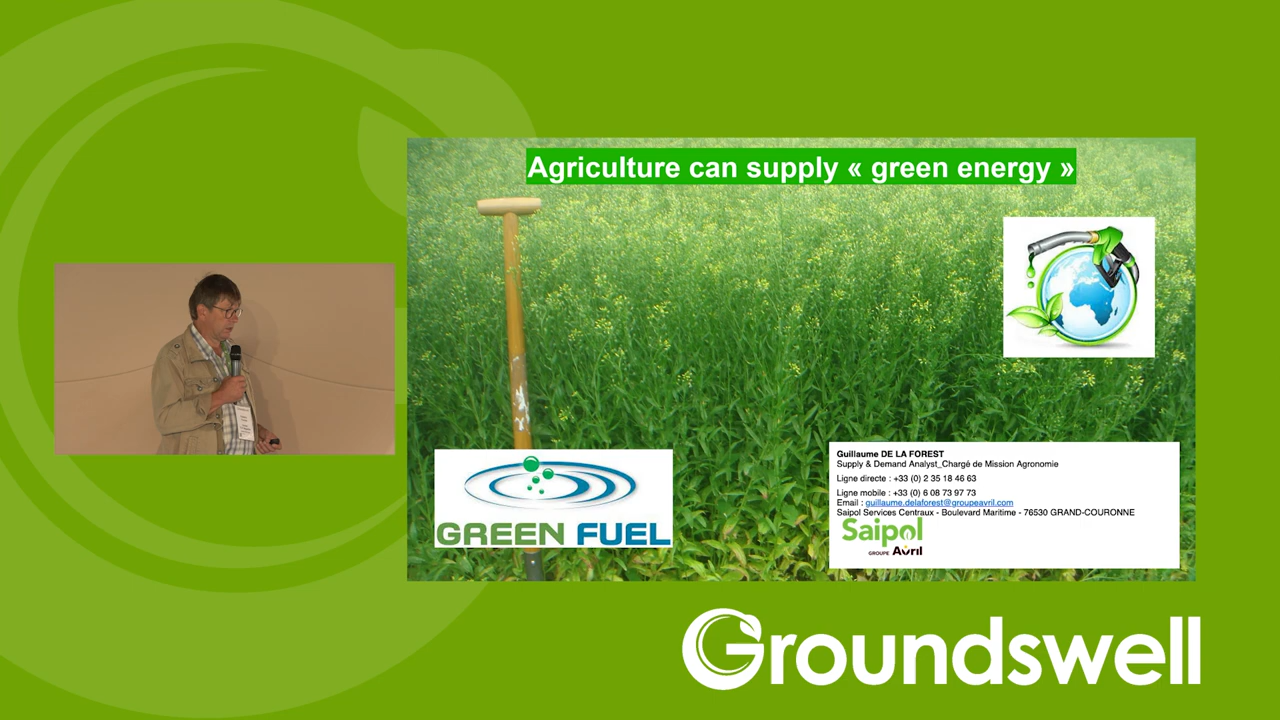 Agriculture can supply « green energy »
GREEN FUEL
Guillaume DE LA FOREST
Supply & Demand Analyst_Chargé de Mission Agronomie
Ligne directe : +33 (0) 2 35 18 46 63
Ligne mobile : +33 (0) 6 08 73 97 73
Email : guillaume.delaforest@groupeavril.com
Saipol Services Centraux - Boulevard Maritime - 76530 GRAND-COURONNE
Saipol
GROUPE Avril
Groundswell